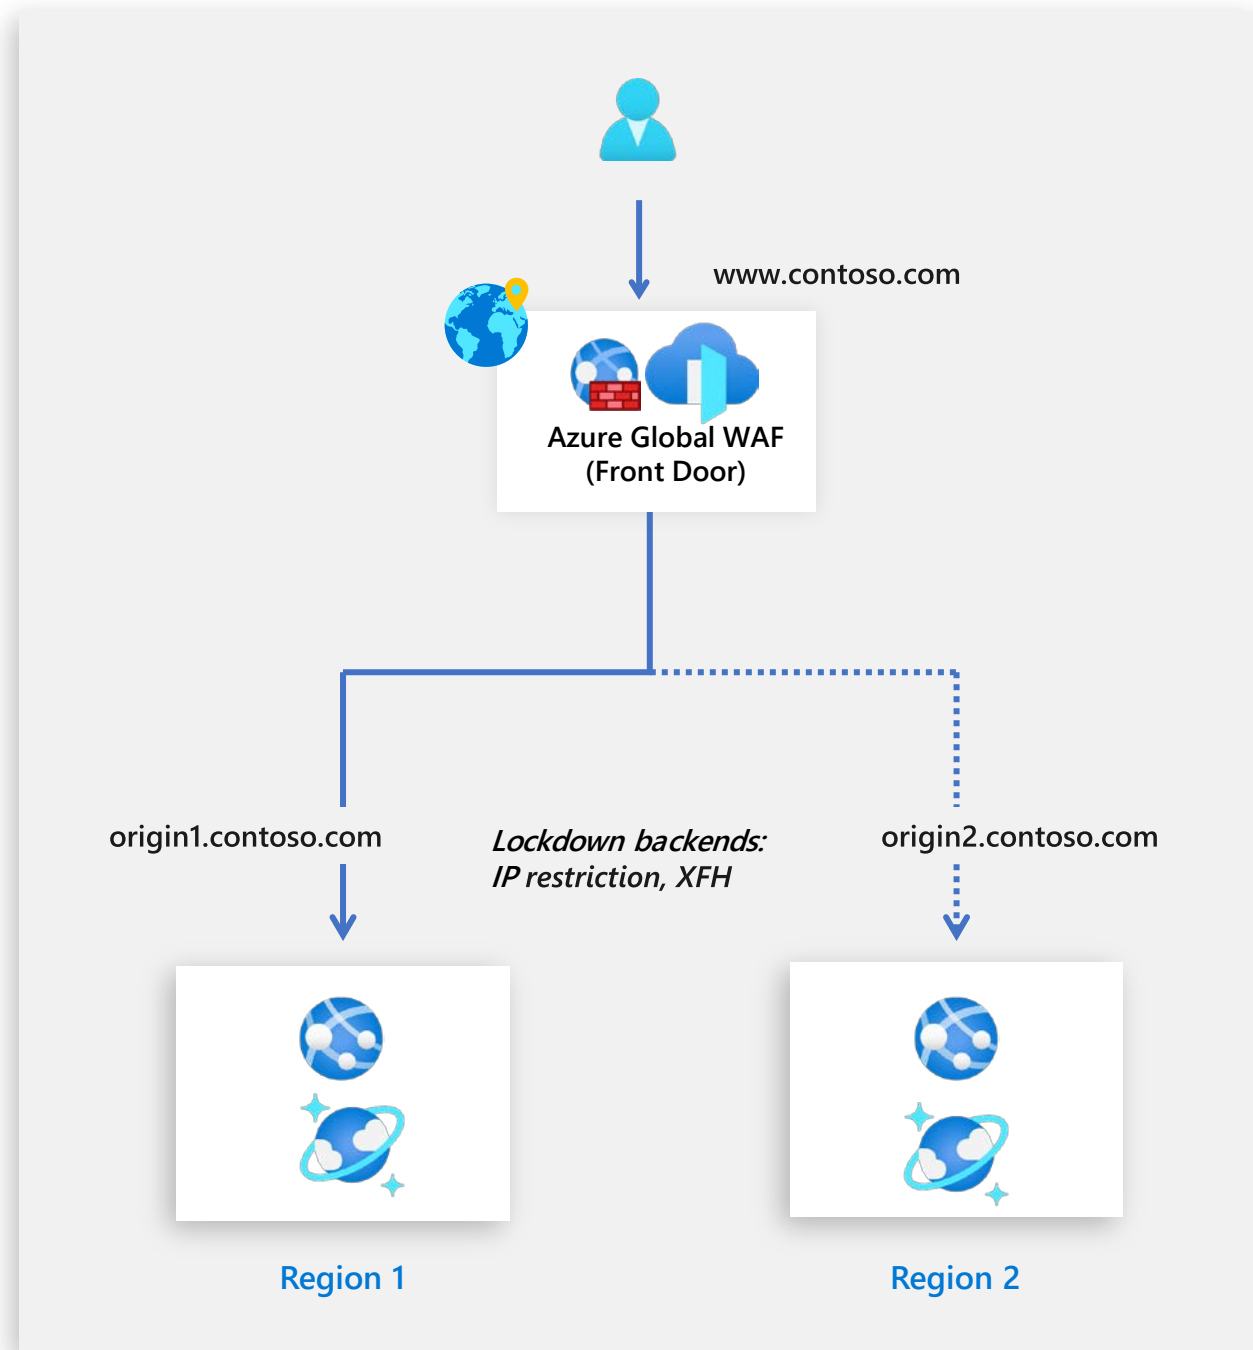 www.contoso.com
Azure Global WAF
(Front Door)
origin1.contoso.com
Lockdown backends:
IP restriction, XFH
origin2.contoso.com
Region 1
Region 2